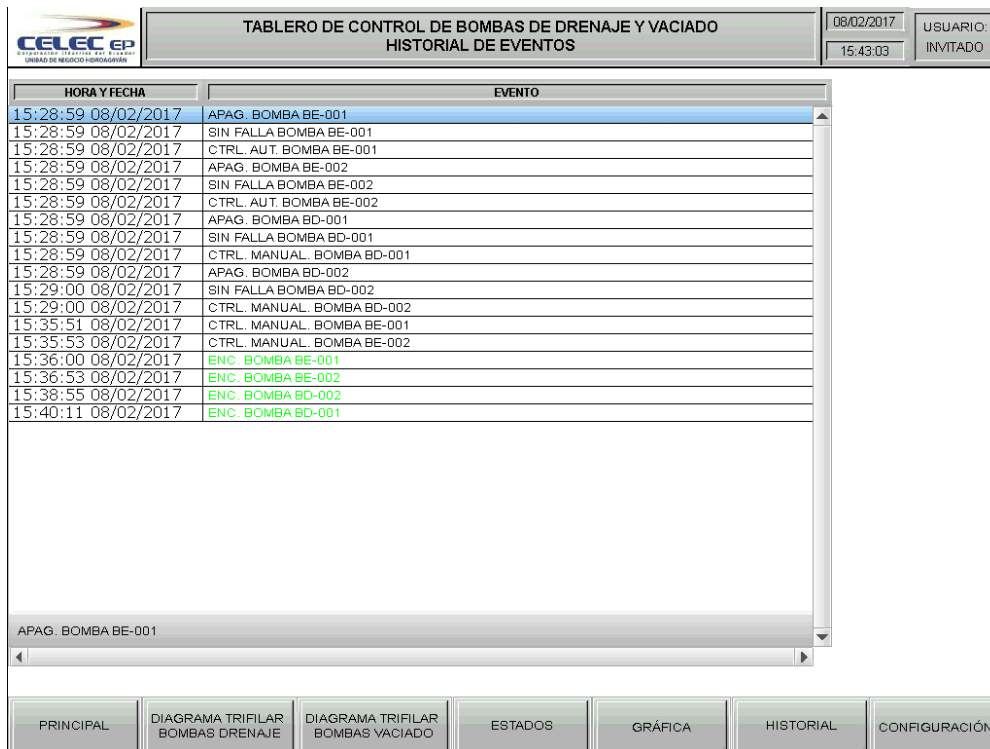 CELEC EP
Corporación Eléctrica del Ecuador
UNIDAD DE NEGOCIO HIDROAGOYÁN
TABLERO DE CONTROL DE BOMBAS DE DRENAJE Y VACIADO
HISTORIAL DE EVENTOS
08/02/2017
15:43:03
USUARIO:
INVITADO
HORA Y FECHA EVENTO
15:28:59 08/02/2017 APAG. BOMBA BE-001
15:28:59 08/02/2017 SIN FALLA BOMBA BE-001
15:28:59 08/02/2017 CTRL. AUT. BOMBA BE-001
15:28:59 08/02/2017 APAG. BOMBA BE-002
15:28:59 08/02/2017 SIN FALLA BOMBA BE-002
15:28:59 08/02/2017 CTRL. AUT. BOMBA BE-002
15:28:59 08/02/2017 APAG. BOMBA BD-001
15:28:59 08/02/2017 SIN FALLA BOMBA BD-001
15:28:59 08/02/2017 CTRL. MANUAL. BOMBA BD-001
15:28:59 08/02/2017 APAG. BOMBA BD-002
15:29:00 08/02/2017 SIN FALLA BOMBA BD-002
15:29:00 08/02/2017 CTRL. MANUAL. BOMBA BD-002
15:35:51 08/02/2017 CTRL. MANUAL. BOMBA BE-001
15:35:53 08/02/2017 CTRL. MANUAL. BOMBA BE-002
15:36:00 08/02/2017 ENC. BOMBA BE-001
15:36:53 08/02/2017 ENC. BOMBA BE-002
15:38:55 08/02/2017 ENC. BOMBA BD-002
15:40:11 08/02/2017 ENC. BOMBA BD-001
APAG. BOMBA BE-001
PRINCIPAL
DIAGRAMA TRIFILAR
BOMBAS DRENAJE
DIAGRAMA TRIFILAR
BOMBAS VACIADO
ESTADOS
GRÁFICA
HISTORIAL
CONFIGURACIÓN